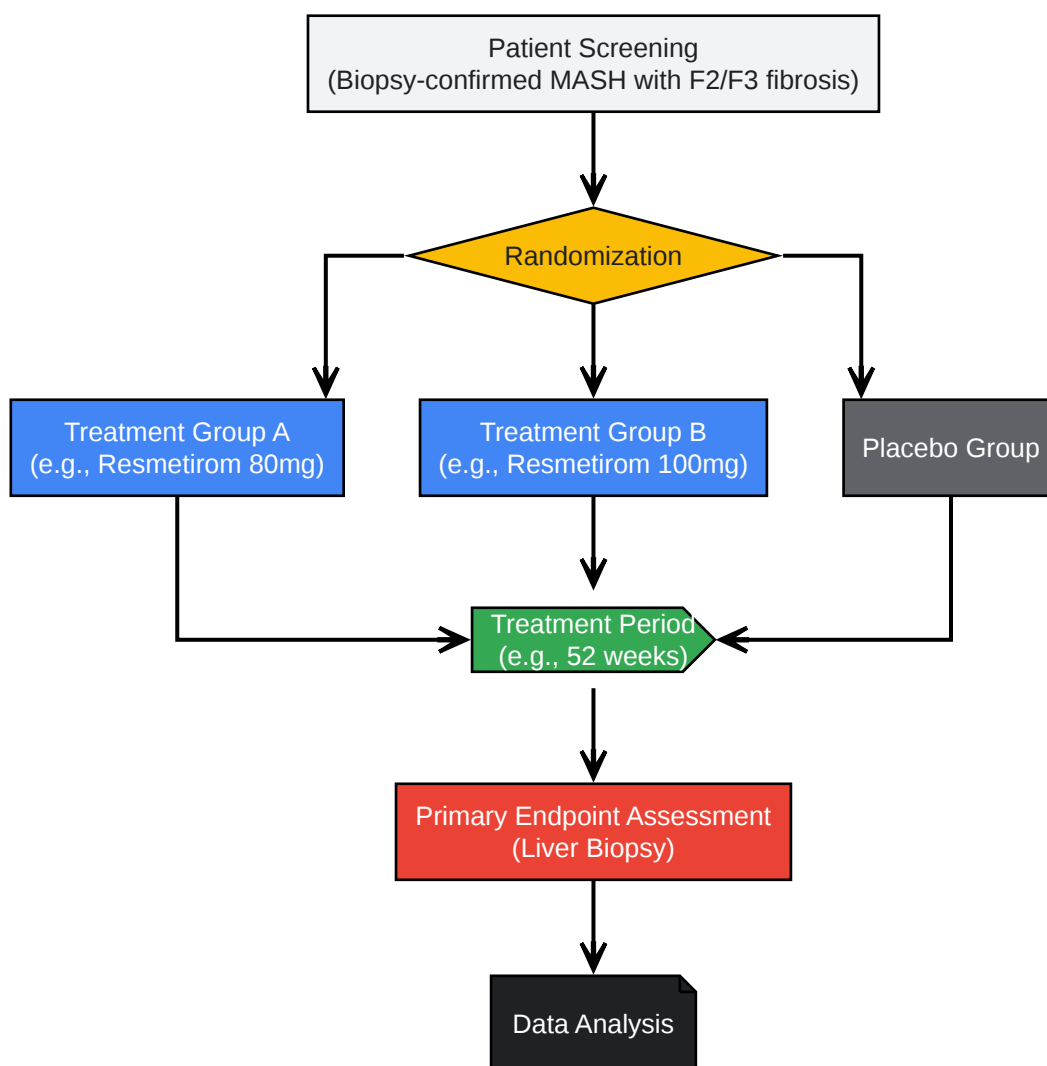 Patient Screening
(Biopsy-confirmed MASH with F2/F3 fibrosis)
Randomization
Treatment Group A
(e.g., Resmetirom 80mg)
Treatment Group B
(e.g., Resmetirom 100mg)
Placebo Group
Treatment Period
(e.g., 52 weeks)
Primary Endpoint Assessment
(Liver Biopsy)
Data Analysis